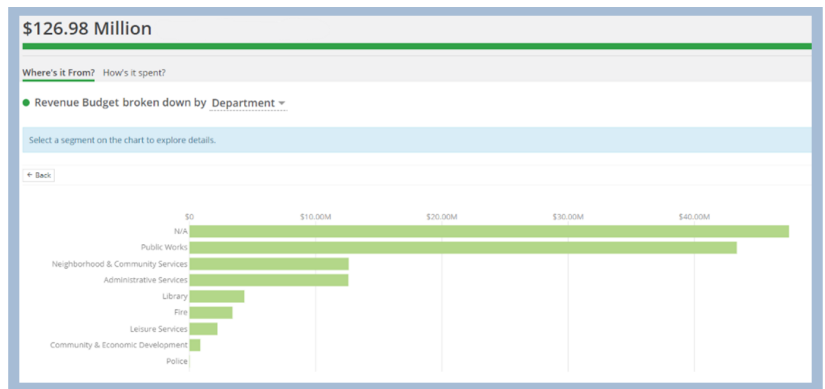 $126.98 Million
Where's it From? How's it spent?
Revenue Budget broken down by Department
Select a segment on the chart to explore details.
← Back
$0 $10.00M $20.00M $30.00M $40.00M
N/A
Public Works
Neighborhood & Community Services
Administrative Services
Library
Fire
Leisure Services
Community & Economic Development
Police